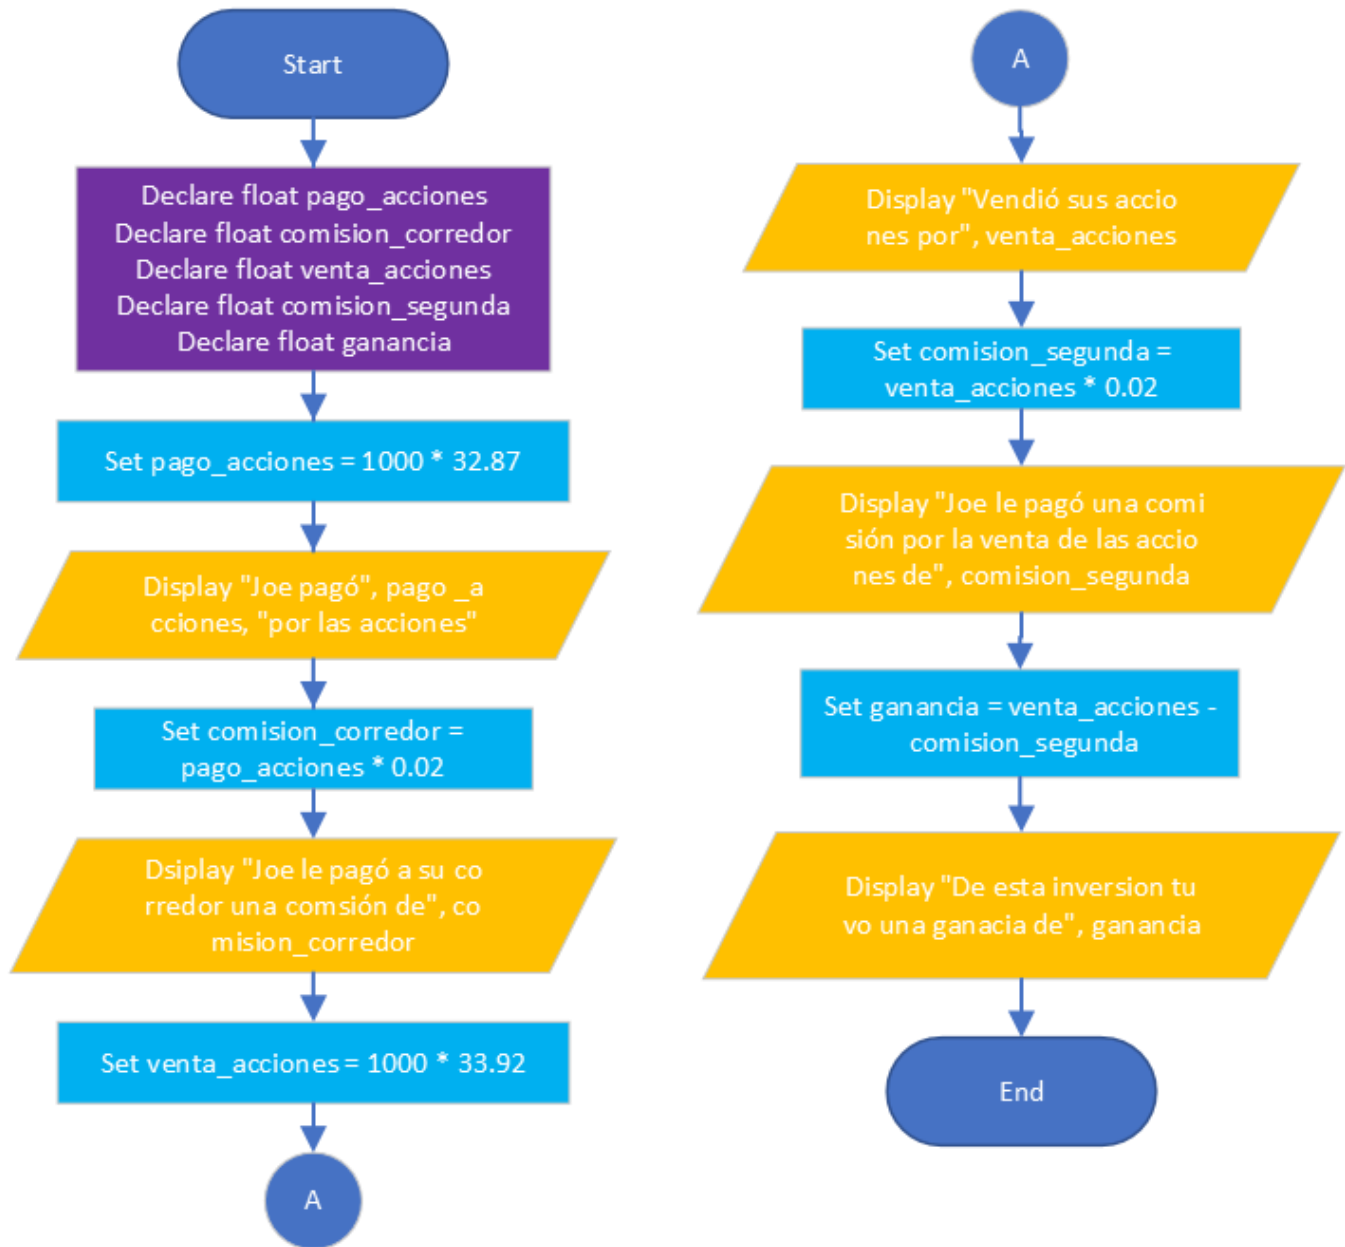 Start
Declare float pago_acciones
Declare float comision_corredor
Declare float venta_acciones
Declare float comision_segunda
Declare float ganancia
Set pago_acciones = 1000 * 32.87
Display "Joe pagó", pago _a
cciones, "por las acciones"
Set comision_corredor =
pago_acciones * 0.02
Dsiplay "Joe le pagó a su co
rredor una comsión de", co
mision_corredor
Set venta_acciones = 1000 * 33.92
A
A
Display "Vendió sus accio
nes por", venta_acciones
Set comision_segunda =
venta_acciones * 0.02
Display "Joe le pagó una comi
sión por la venta de las accio
nes de", comision_segunda
Set ganancia = venta_acciones -
comision_segunda
Display "De esta inversion tu
vo una ganacia de", ganancia
End